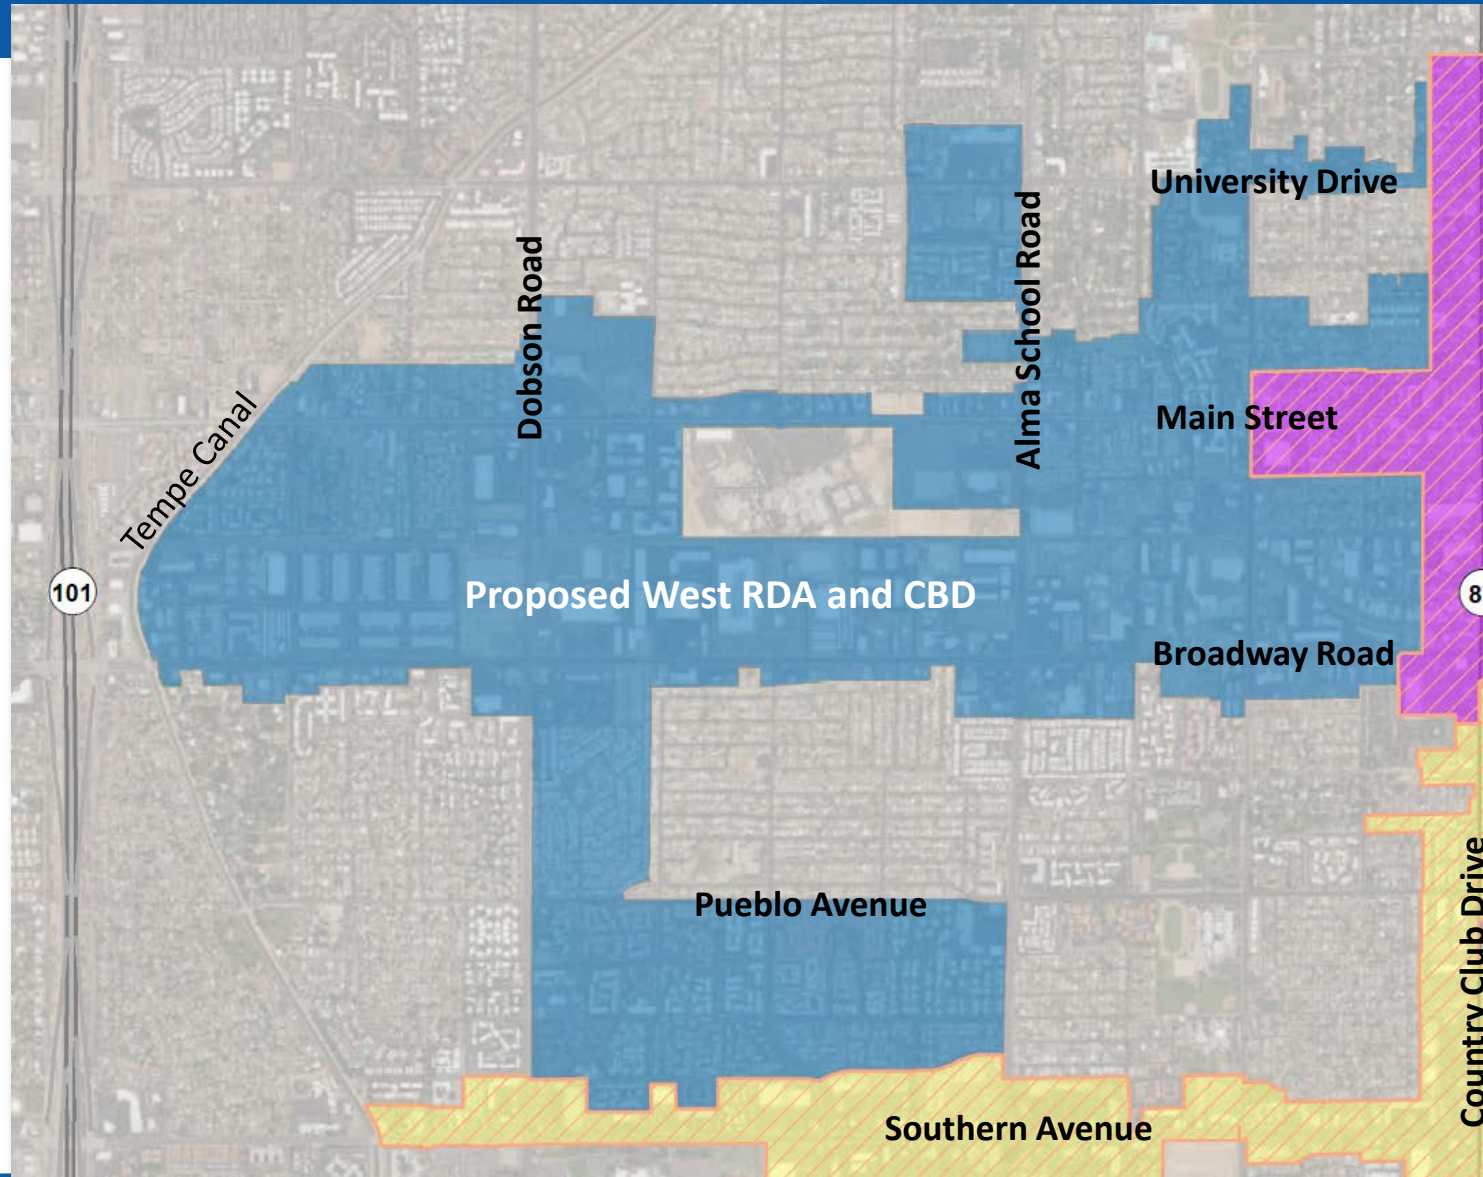 University Drive
Dobson Road
Alma School Road
Main Street
Tempe Canal
101
Proposed West RDA and CBD
8
Broadway Road
Pueblo Avenue
Country Club Drive
Southern Avenue